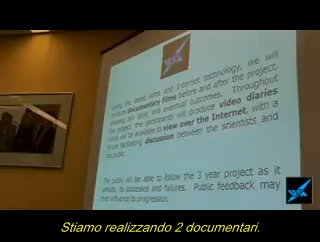 Using the latest video and Internet technology, we will
produce documentary films before and after the project,
showing our aims, and eventual outcomes. Throughout
the project, the participants will produce video diaries
which will be available to view over the Internet, with a
forum facilitating discussion between the scientists and
the public.
The public will be able to follow the 3 year project as it
unfolds, its successes and failures. Public feedback may
then influence its progression.
Stiamo realizzando 2 documentari.